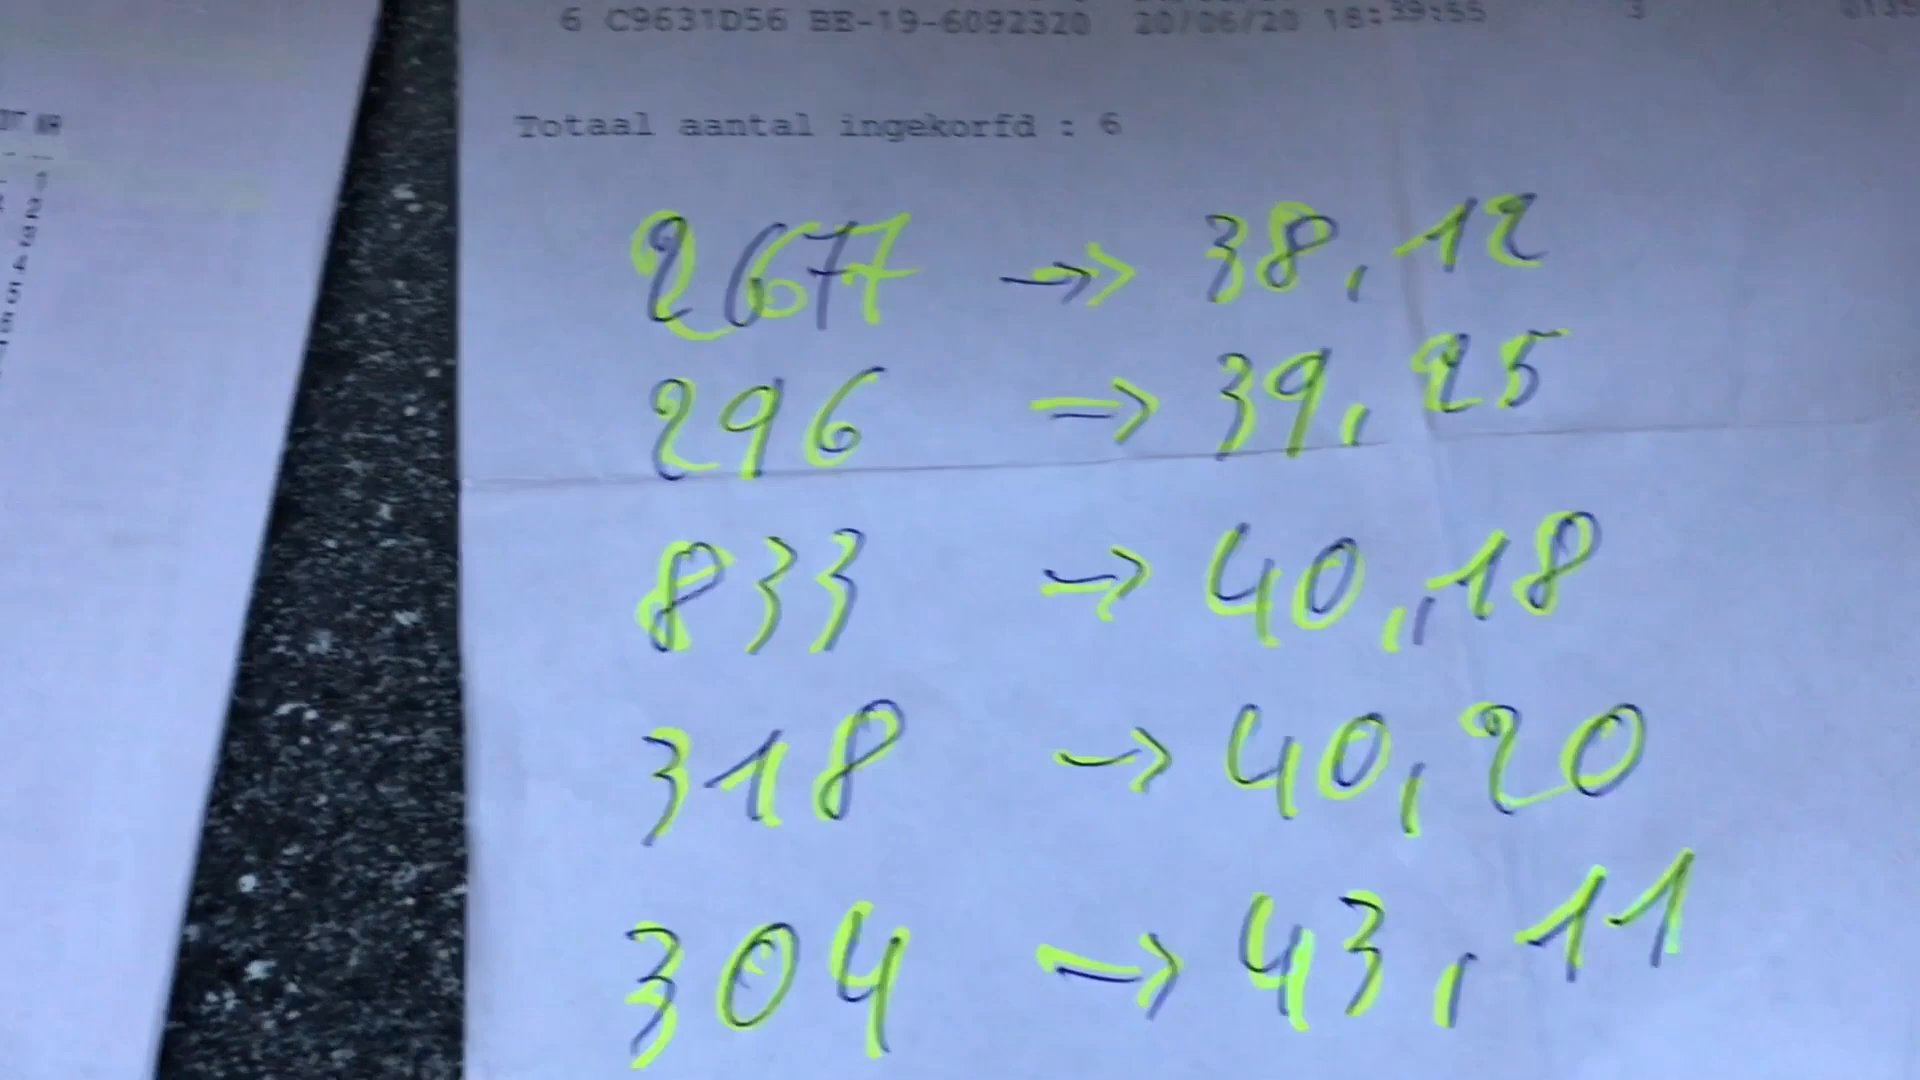 6 C9631D56 BE-19-6092320 20/06/20 18:39:55 3
Totaal aantal ingekorfd : 6
267 -> 38,12
296 -> 39,25
833 -> 40,18
318 -> 40,20
304 -> 43,11